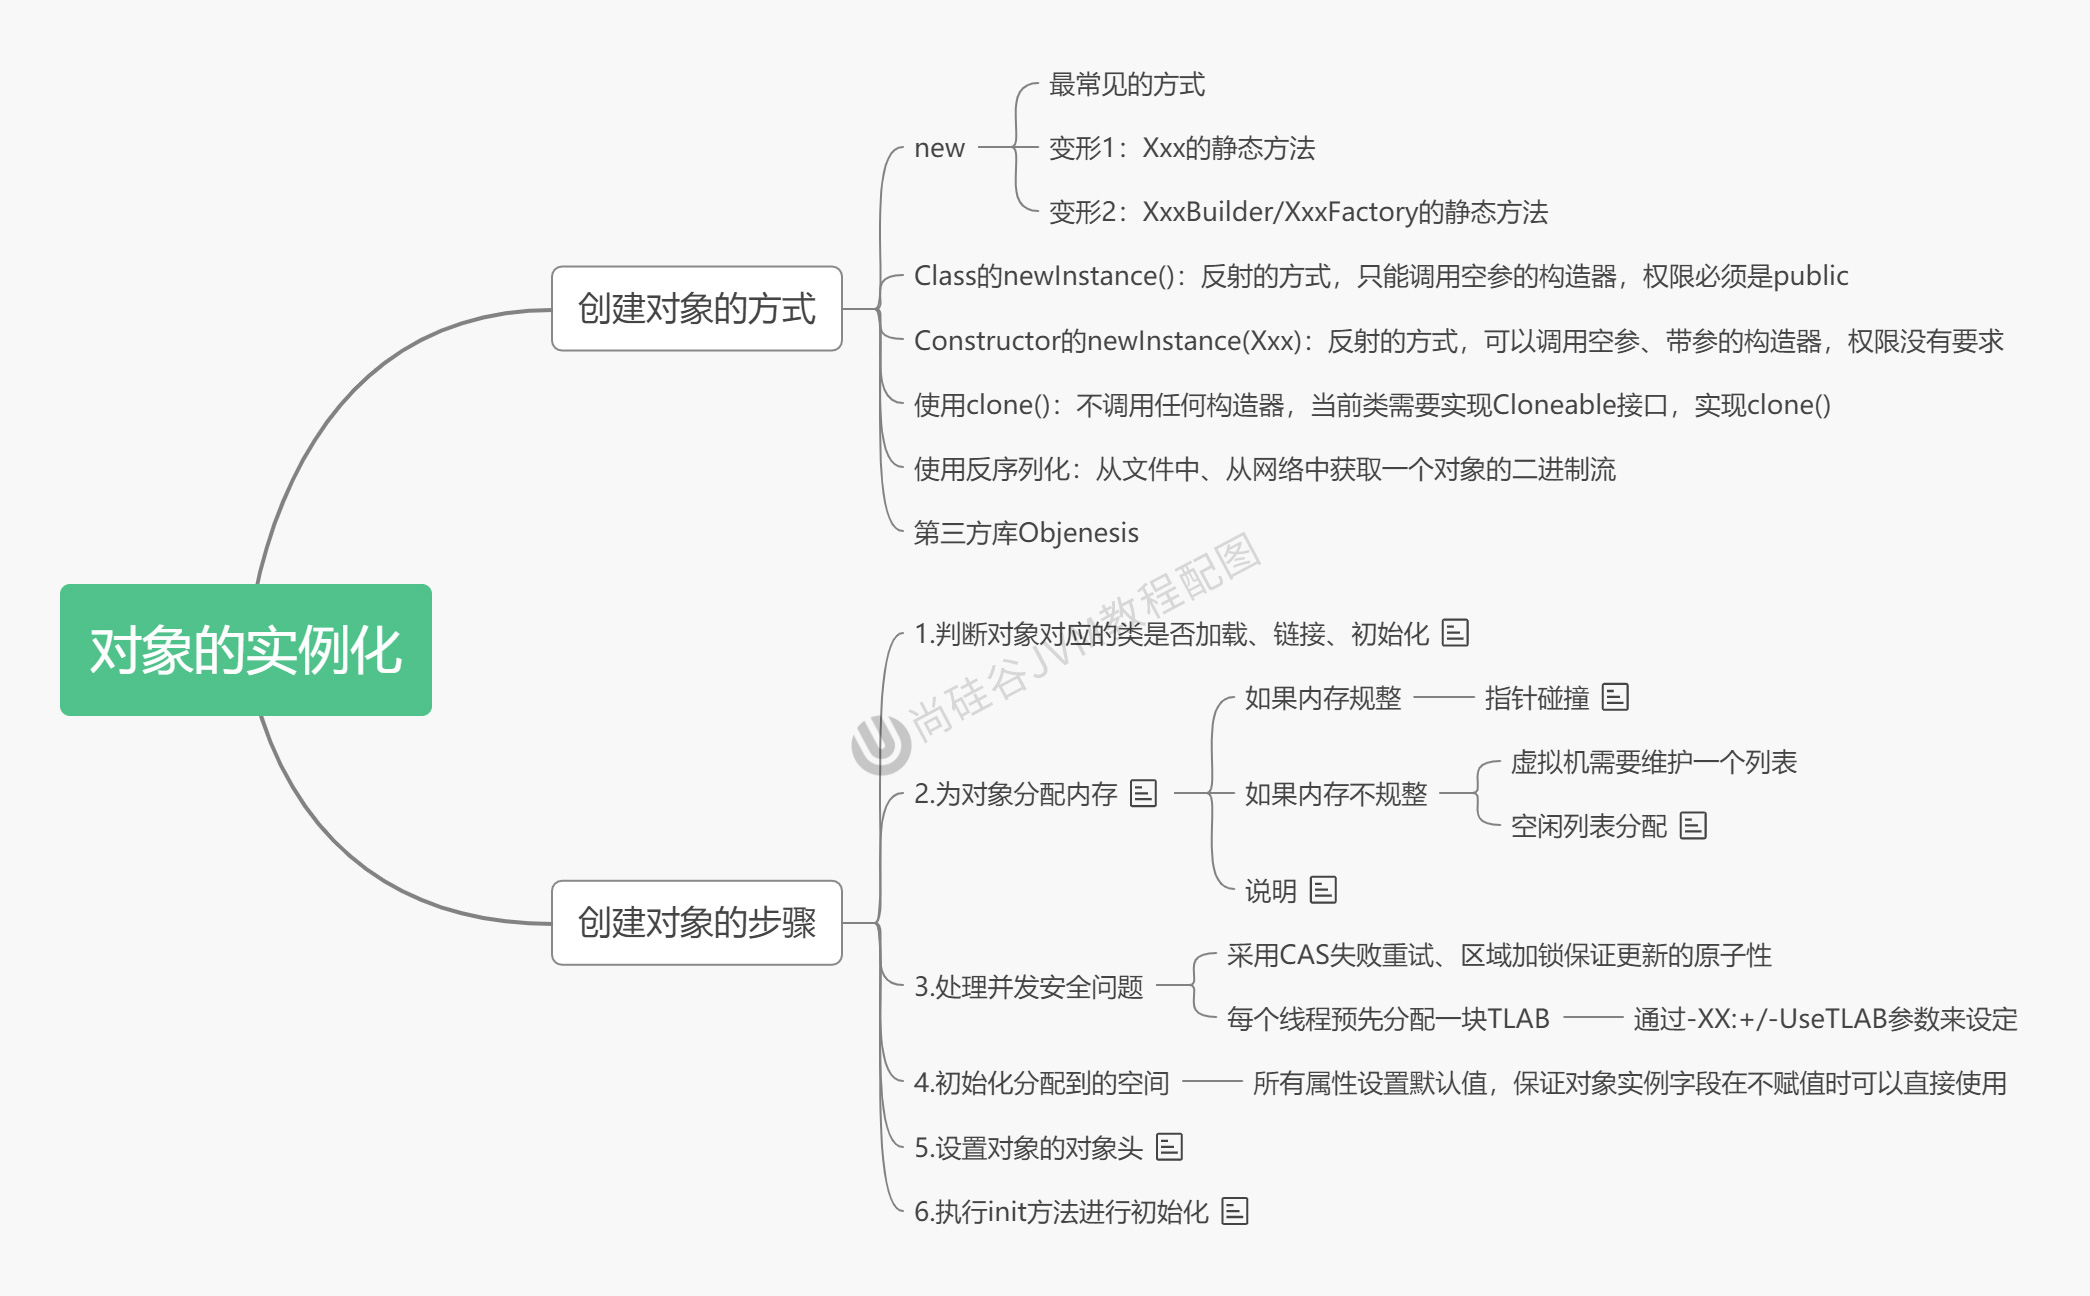 对象的实例化
创建对象的方式
new
最常见的方式
变形1：Xxx的静态方法
变形2：XxxBuilder/XxxFactory的静态方法
Class的newInstance()：反射的方式，只能调用空参的构造器，权限必须是public
Constructor的newInstance(Xxx)：反射的方式，可以调用空参、带参的构造器，权限没有要求
使用clone()：不调用任何构造器，当前类需要实现Cloneable接口，实现clone()
使用反序列化：从文件中、从网络中获取一个对象的二进制流
第三方库Objenesis
创建对象的步骤
1.判断对象对应的类是否加载、链接、初始化
2.为对象分配内存
如果内存规整
指针碰撞
如果内存不规整
虚拟机需要维护一个列表
空闲列表分配
说明
3.处理并发安全问题
采用CAS失败重试、区域加锁保证更新的原子性
每个线程预先分配一块TLAB
通过-XX:+/-UseTLAB参数来设定
4.初始化分配到的空间
所有属性设置默认值，保证对象实例字段在不赋值时可以直接使用
5.设置对象的对象头
6.执行init方法进行初始化
尚硅谷JVM教程配图